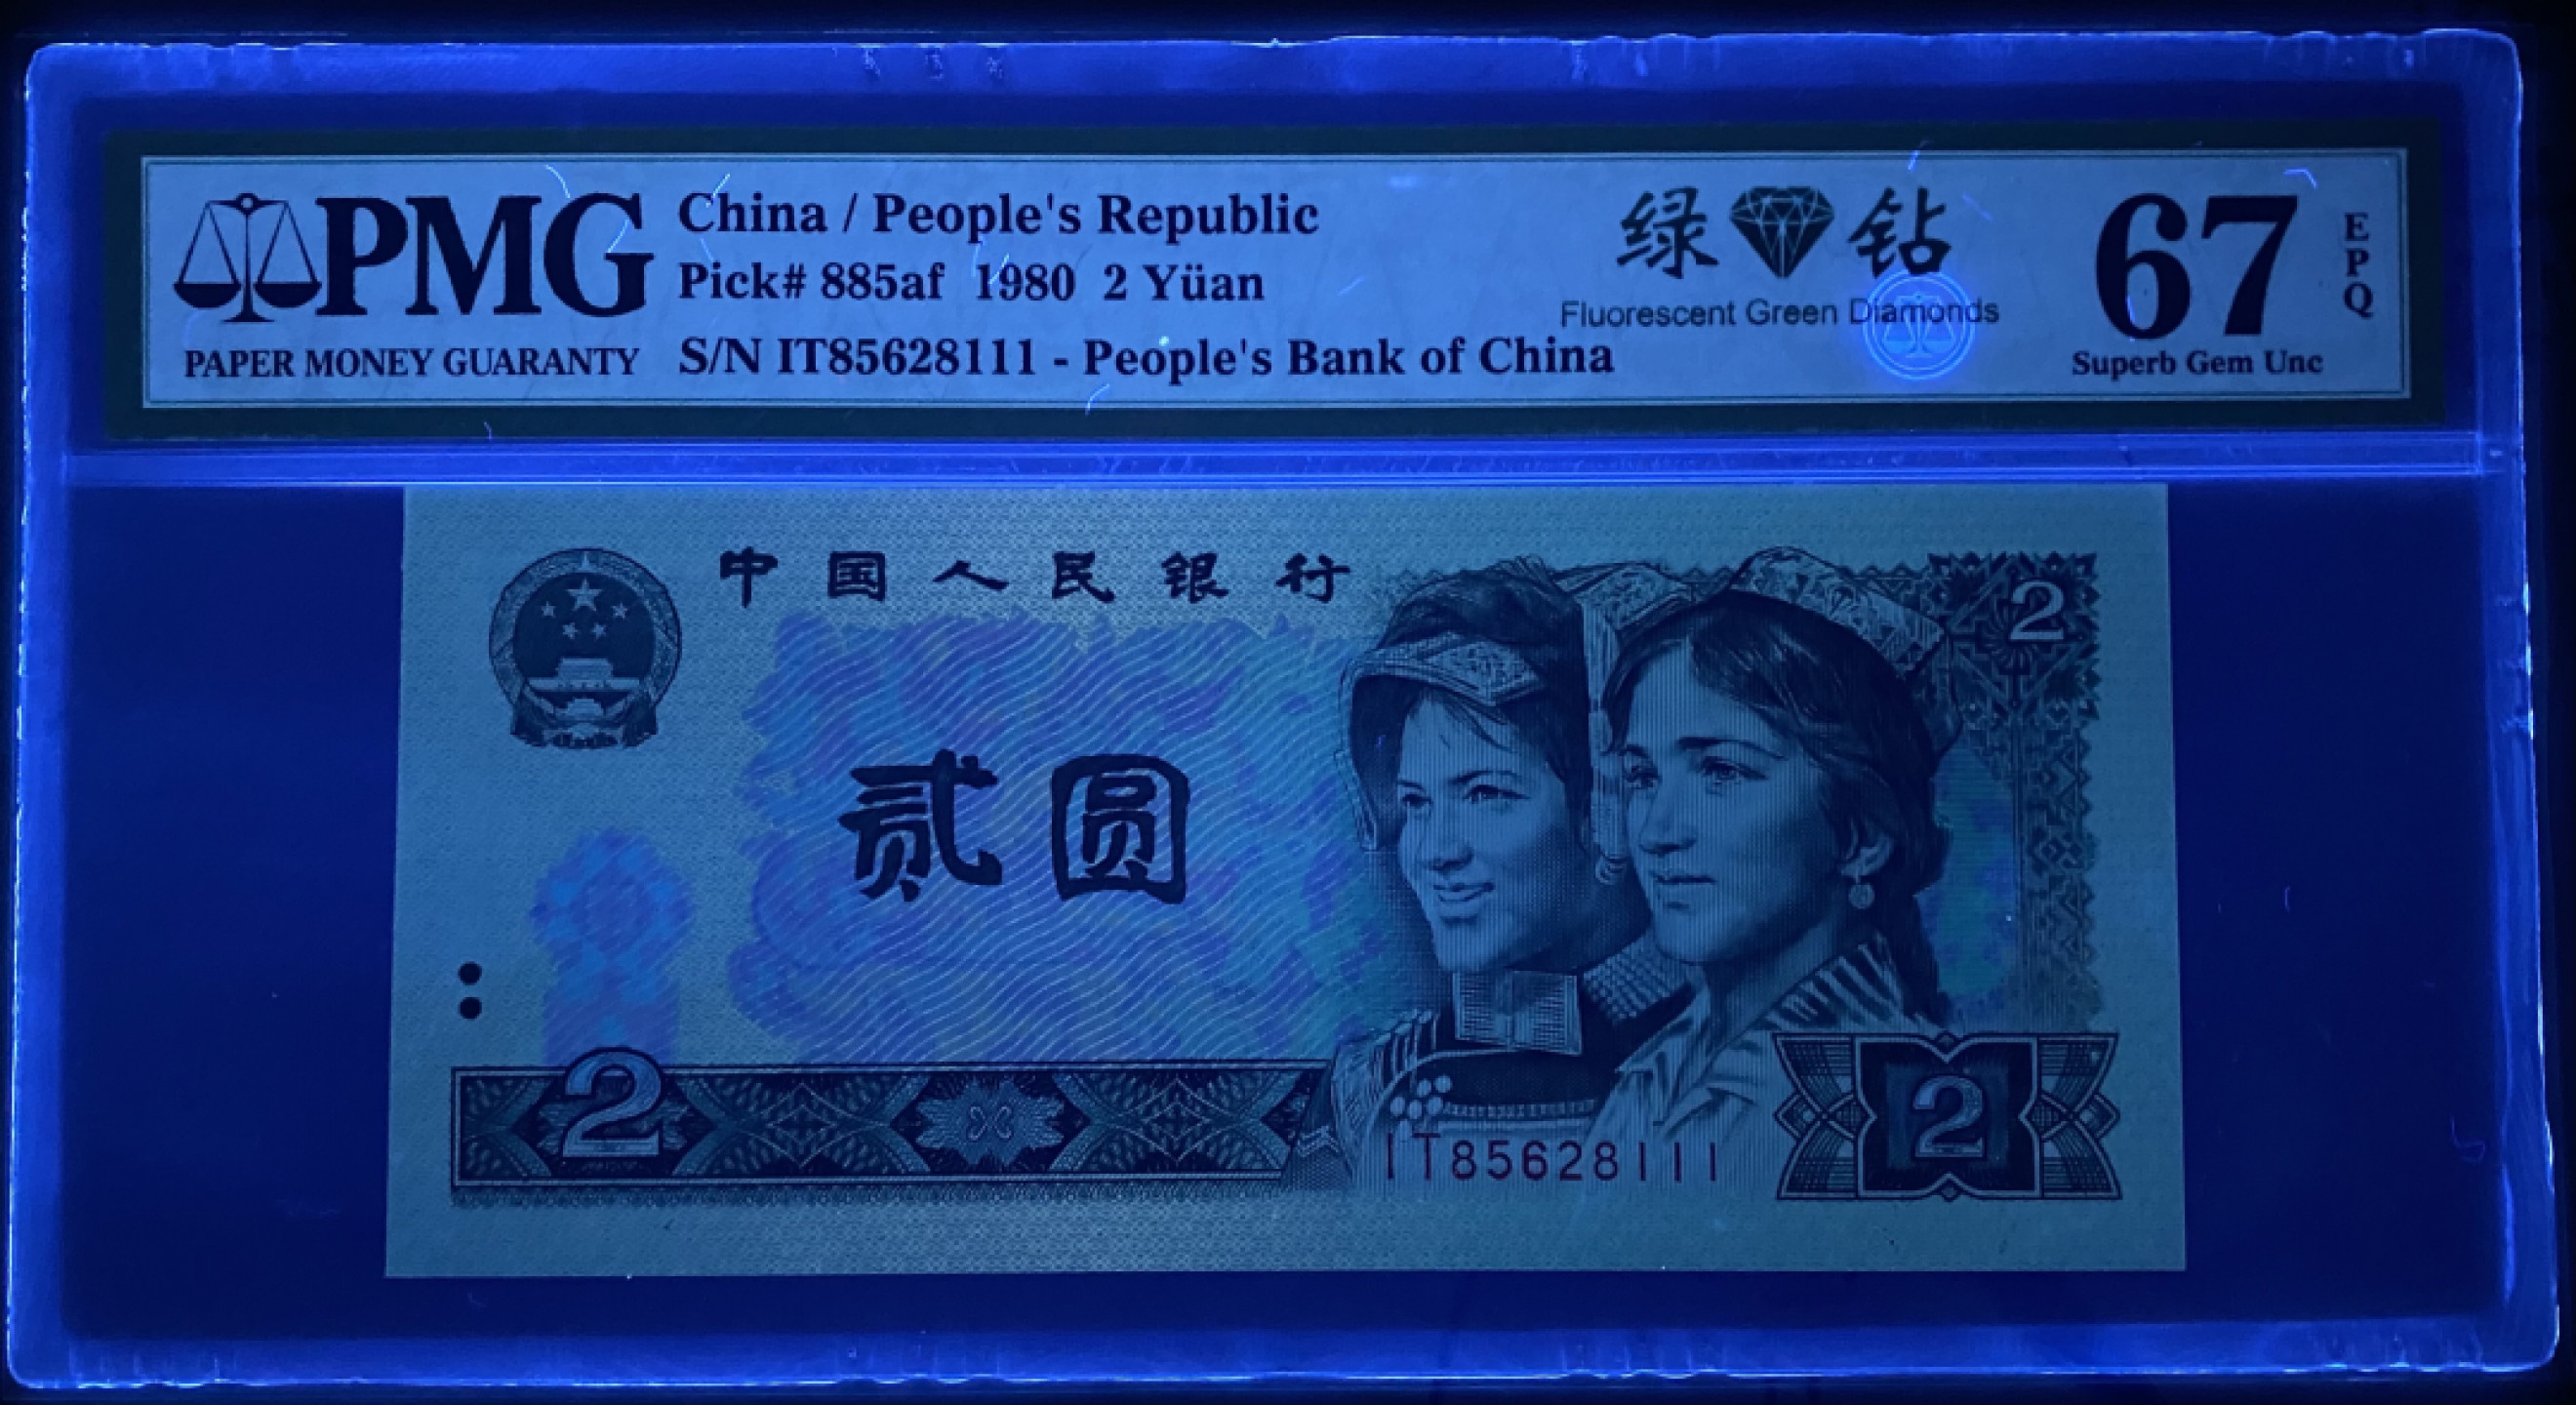 PMG
PAPER MONEY GUARANTY
China / People's Republic
Pick# 885af 1980 2 Yüan
S/N IT85628111 - People's Bank of China
绿 钻
Fluorescent Green Diamonds
67
EPQ
Superb Gem Unc
中国人民银行
2
贰圆
2
IT85628111
2